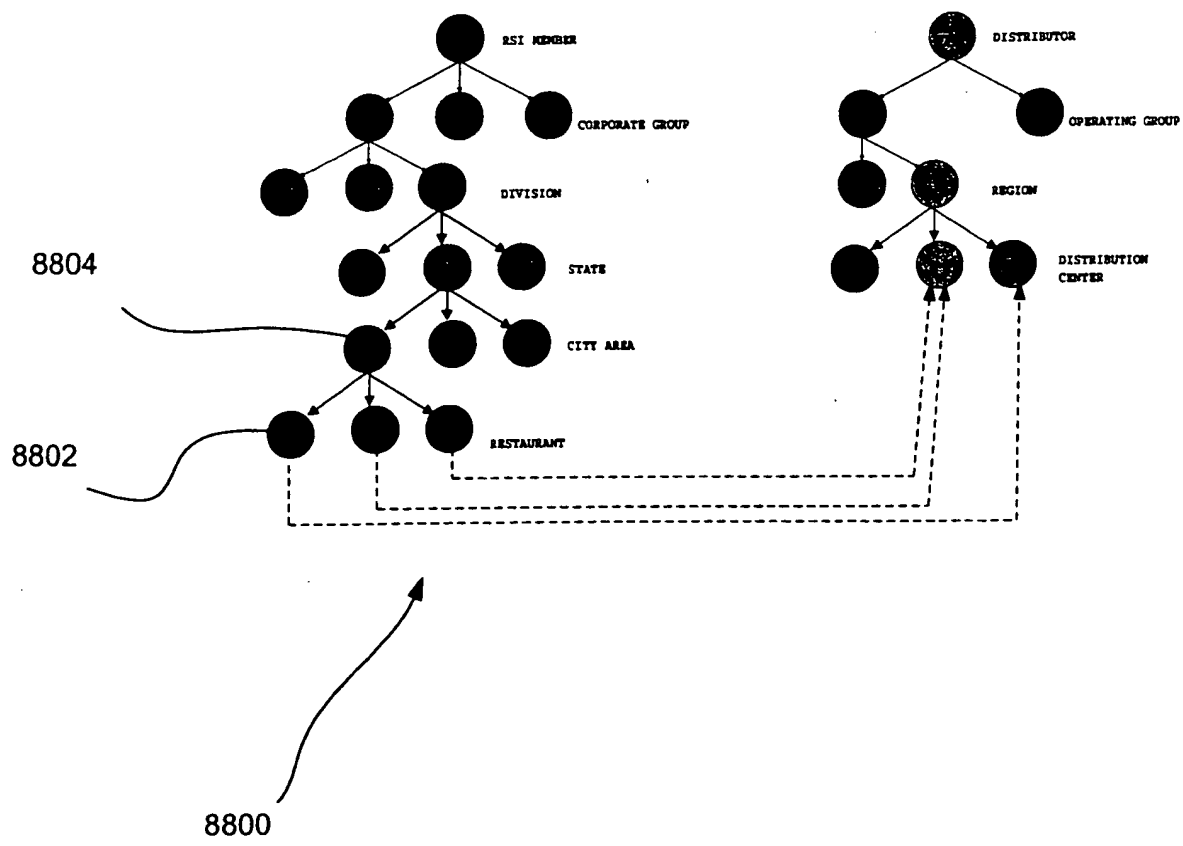 RSI MEMBER
DISTRIBUTOR
CORPORATE GROUP
OPERATING GROUP
DIVISION
REGION
8804
STATE
DISTRIBUTION
CENTER
CITY AREA
8802
RESTAURANT
8800